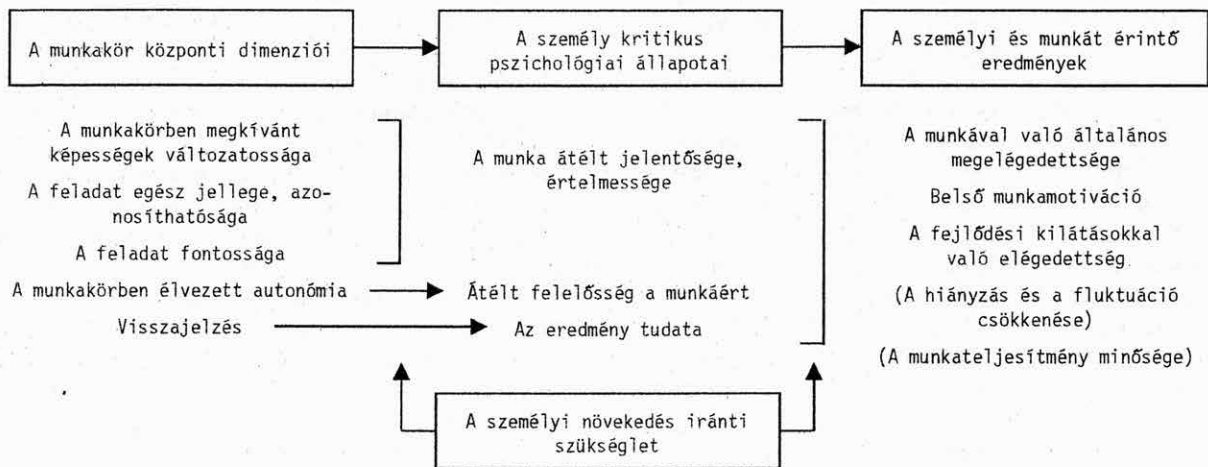 A munkakör központi dimenziói
A személy kritikus
pszichológiai állapotai
A személyi és munkát érintő
eredmények
A munkakörben megkívánt
képességek változatossága
A feladat egész jellege, azo-
nosíthatósága
A feladat fontossága
A munkakörben élvezett autonómia
Visszajelzés
A munka átélt jelentősége,
értelmessége
Átélt felelősség a munkáért
Az eredmény tudata
A munkával való általános
megelégedettsége
Belső munkamotiváció
A fejlődési kilátásokkal
való elégedettség
(A hiányzás és a fluktuáció
csökkenése)
(A munkateljesítmény minősége)
A személyi növekedés iránti
szükséglet